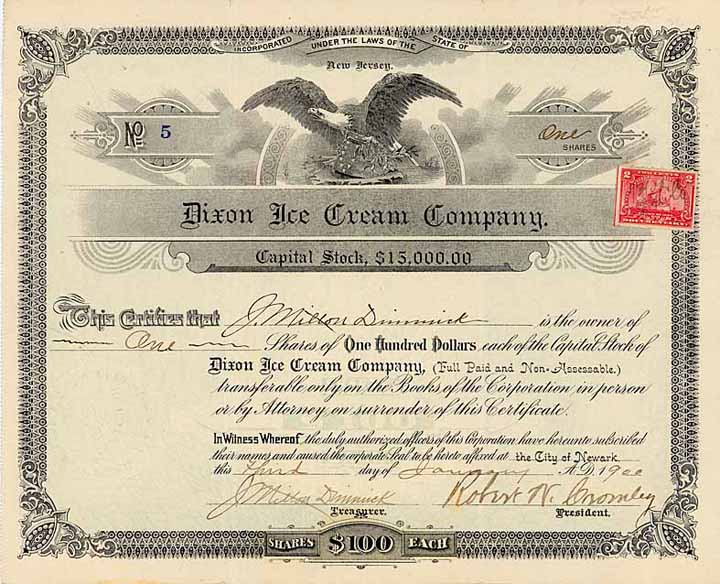 INCORPORATED UNDER THE LAWS OF THE STATE OF
New Jersey.
No 5
One
SHARES
2 2
Dixon Ice Cream Company.
Capital Stock, $15,000.00
This Certifies that J Milton Dimmick is the owner of
One Shares of One Hundred Dollars each of the Capital Stock of
Dixon Ice Cream Company, (Full Paid and Non-Assessable.)
transferable only on the Books of the Corporation in person
or by Attorney on surrender of this Certificate.
In Witness Whereof, the duly authorized officers of this Corporation have hereunto subscribed
their names and caused the corporate Seal to be hereto affixed at the City of Newark
this third day of January A.D. 1900
J Milton Dimmick Robert N. Cromley
Treasurer. President.
SHARES $100 EACH